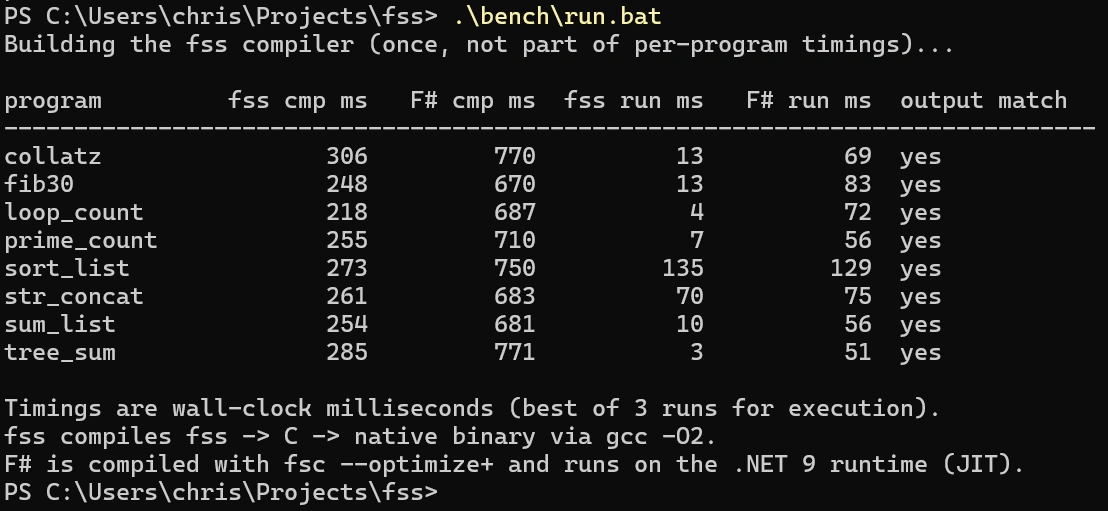 PS C:\Users\chris\Projects\fss> .\bench\run.bat
Building the fss compiler (once, not part of per-program timings)...
program fss cmp ms F# cmp ms fss run ms F# run ms output match
------------------------------------------------------------------------------
collatz 306 770 13 69 yes
fib30 248 670 13 83 yes
loop_count 218 687 4 72 yes
prime_count 255 710 7 56 yes
sort_list 273 750 135 129 yes
str_concat 261 683 70 75 yes
sum_list 254 681 10 56 yes
tree_sum 285 771 3 51 yes
Timings are wall-clock milliseconds (best of 3 runs for execution).
fss compiles fss -> C -> native binary via gcc -O2.
F# is compiled with fsc --optimize+ and runs on the .NET 9 runtime (JIT).
PS C:\Users\chris\Projects\fss>